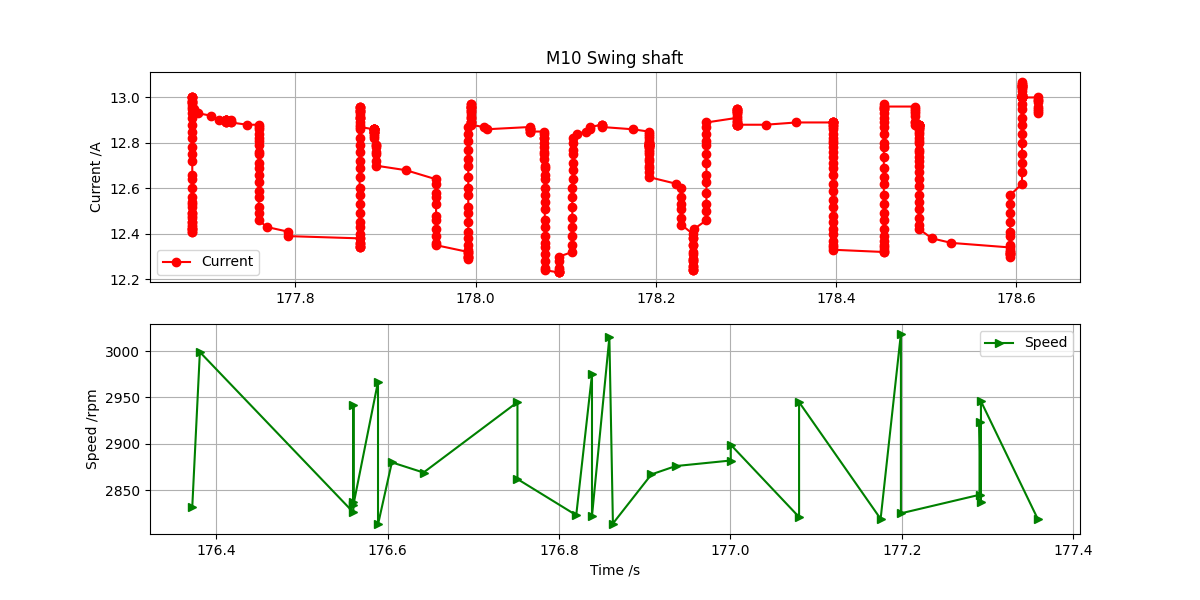 M10 Swing shaft
Current /A
13.0
12.8
12.6
12.4
12.2
Current
177.8 178.0 178.2 178.4 178.6
Speed /rpm
3000
2950
2900
2850
Speed
176.4 176.6 176.8 177.0 177.2 177.4
Time /s